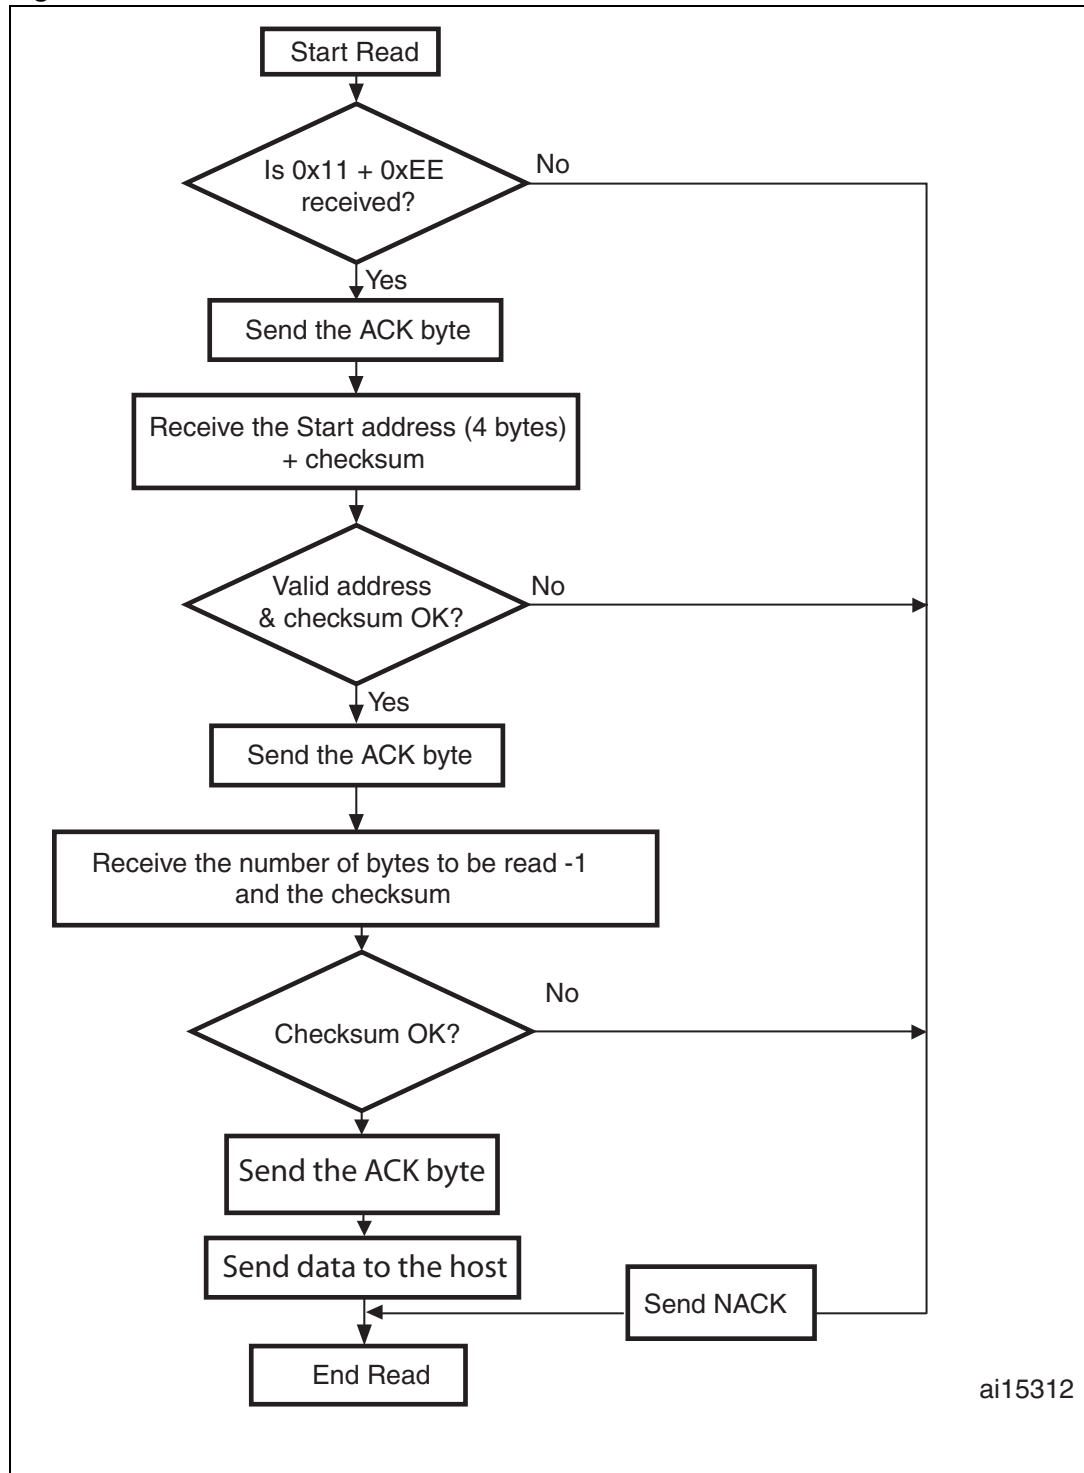 Start Read
Is 0x11 + 0xEE
received?
No
Yes
Send the ACK byte
Receive the Start address (4 bytes)
+ checksum
Valid address
& checksum OK?
No
Yes
Send the ACK byte
Receive the number of bytes to be read -1
and the checksum
No
Checksum OK?
Send the ACK byte
Send data to the host
Send NACK
End Read
ai15312